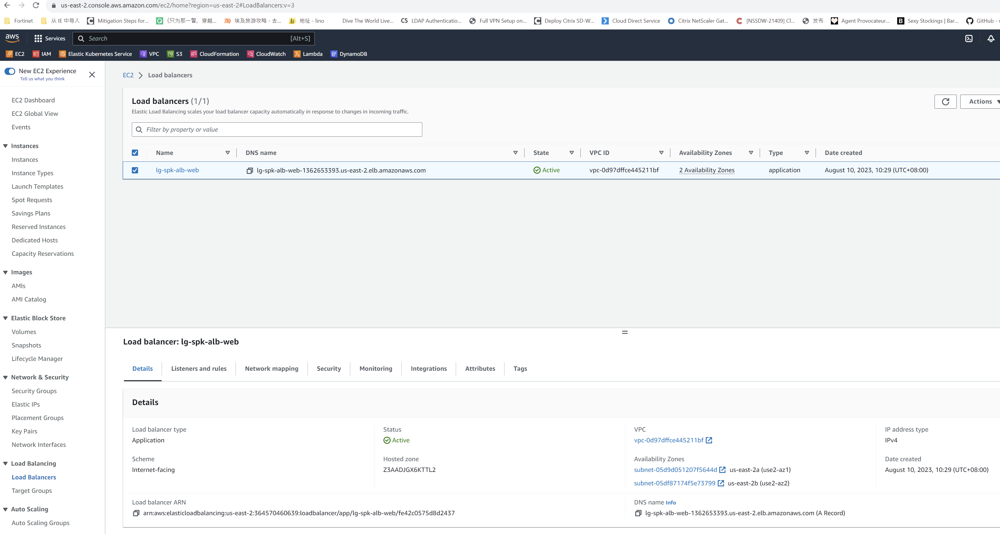 us-east-2.console.aws.amazon.com/ec2/home?region=us-east-2#LoadBalancers:v=3
Fortinet 从 IE 中导入 Mitigation Steps for... 《只为那一瞥，穿越... 淘 埃及旅游攻略 - 去... li 地址 - lino Dive The World Live... CS LDAP Authenticatio... Full VPN Setup on... Deploy Citrix SD-W... Cloud Direct Service Citrix NetScaler Gat... [NSSDW-21409] Cl... 发布 Agent Provocateur... B Sexy Stockings | Bar... GitHub -
aws Services Search [Alt+S]
EC2 IAM Elastic Kubernetes Service VPC S3 CloudFormation CloudWatch Lambda DynamoDB
New EC2 Experience
Tell us what you think
EC2 Dashboard
EC2 Global View
Events
Instances
Instances
Instance Types
Launch Templates
Spot Requests
Savings Plans
Reserved Instances
Dedicated Hosts
Capacity Reservations
Images
AMIs
AMI Catalog
Elastic Block Store
Volumes
Snapshots
Lifecycle Manager
Network & Security
Security Groups
Elastic IPs
Placement Groups
Key Pairs
Network Interfaces
Load Balancing
Load Balancers
Target Groups
Auto Scaling
Auto Scaling Groups
EC2 Load balancers
Load balancers (1/1)
Elastic Load Balancing scales your load balancer capacity automatically in response to changes in incoming traffic.
Actions
Filter by property or value
Name DNS name State VPC ID Availability Zones Type Date created
lg-spk-alb-web lg-spk-alb-web-1362653393.us-east-2.elb.amazonaws.com Active vpc-0d97dffce445211bf 2 Availability Zones application August 10, 2023, 10:29 (UTC+08:00)
Load balancer: lg-spk-alb-web
Details Listeners and rules Network mapping Security Monitoring Integrations Attributes Tags
Details
Load balancer type
Application
Status
Active
VPC
vpc-0d97dffce445211bf
IP address type
IPv4
Scheme
Internet-facing
Hosted zone
Z3AADJGX6KTTL2
Availability Zones
subnet-05d9d051207f5644d us-east-2a (use2-az1)
subnet-05df87174f5e73799 us-east-2b (use2-az2)
Date created
August 10, 2023, 10:29 (UTC+08:00)
Load balancer ARN
arn:aws:elasticloadbalancing:us-east-2:364570460639:loadbalancer/app/lg-spk-alb-web/fe42c0575d8d2437
DNS name Info
lg-spk-alb-web-1362653393.us-east-2.elb.amazonaws.com (A Record)